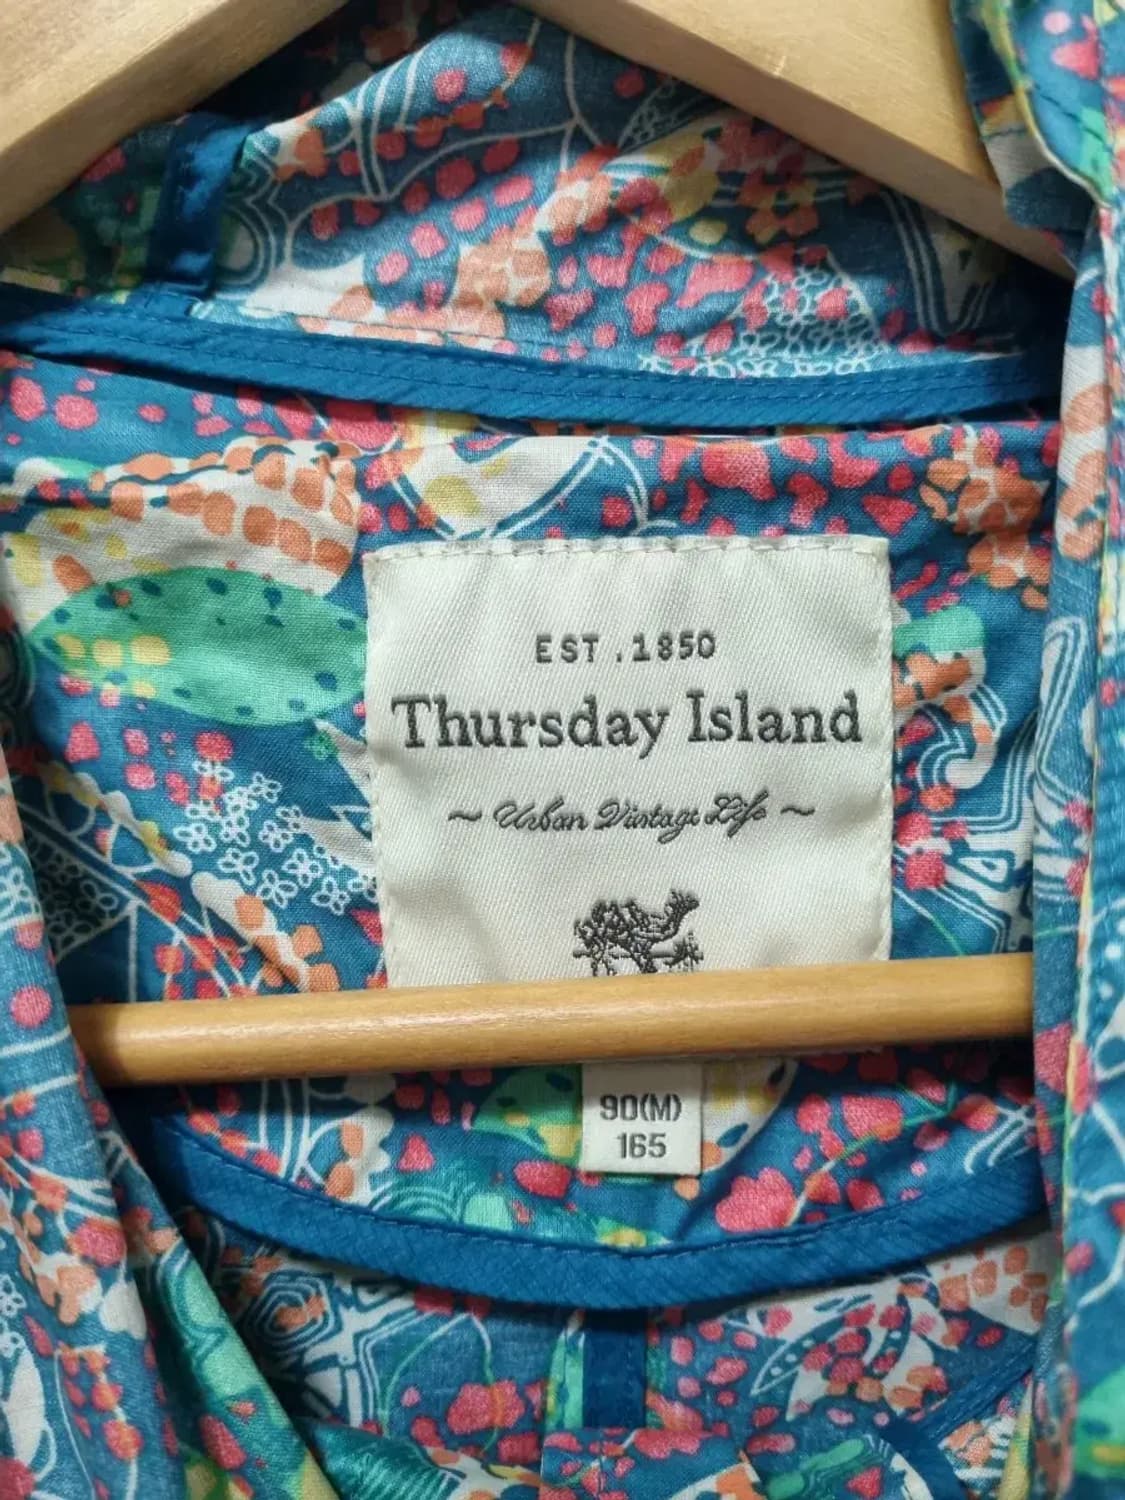 EST . 1850
Thursday Island
~ Urban Vintage Life ~
90(M)
165